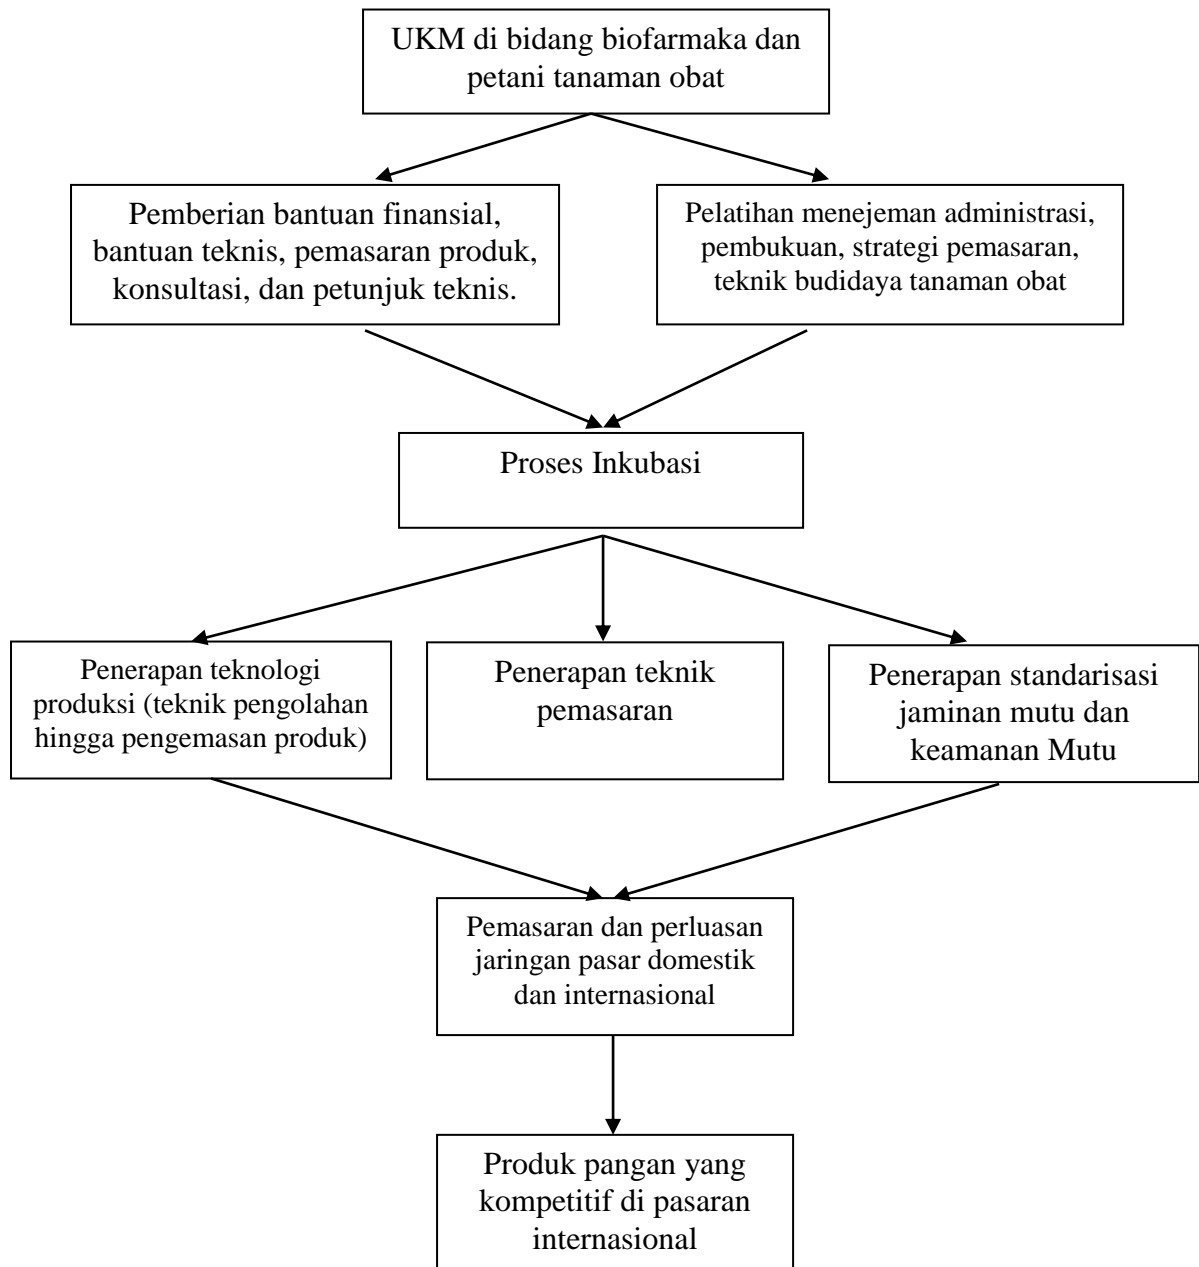 UKM di bidang biofarmaka dan
petani tanaman obat
Pemberian bantuan finansial,
bantuan teknis, pemasaran produk,
konsultasi, dan petunjuk teknis.
Pelatihan menejeman administrasi,
pembukuan, strategi pemasaran,
teknik budidaya tanaman obat
Proses Inkubasi
Penerapan teknologi
produksi (teknik pengolahan
hingga pengemasan produk)
Penerapan teknik
pemasaran
Penerapan standarisasi
jaminan mutu dan
keamanan Mutu
Pemasaran dan perluasan
jaringan pasar domestik
dan internasional
Produk pangan yang
kompetitif di pasaran
internasional